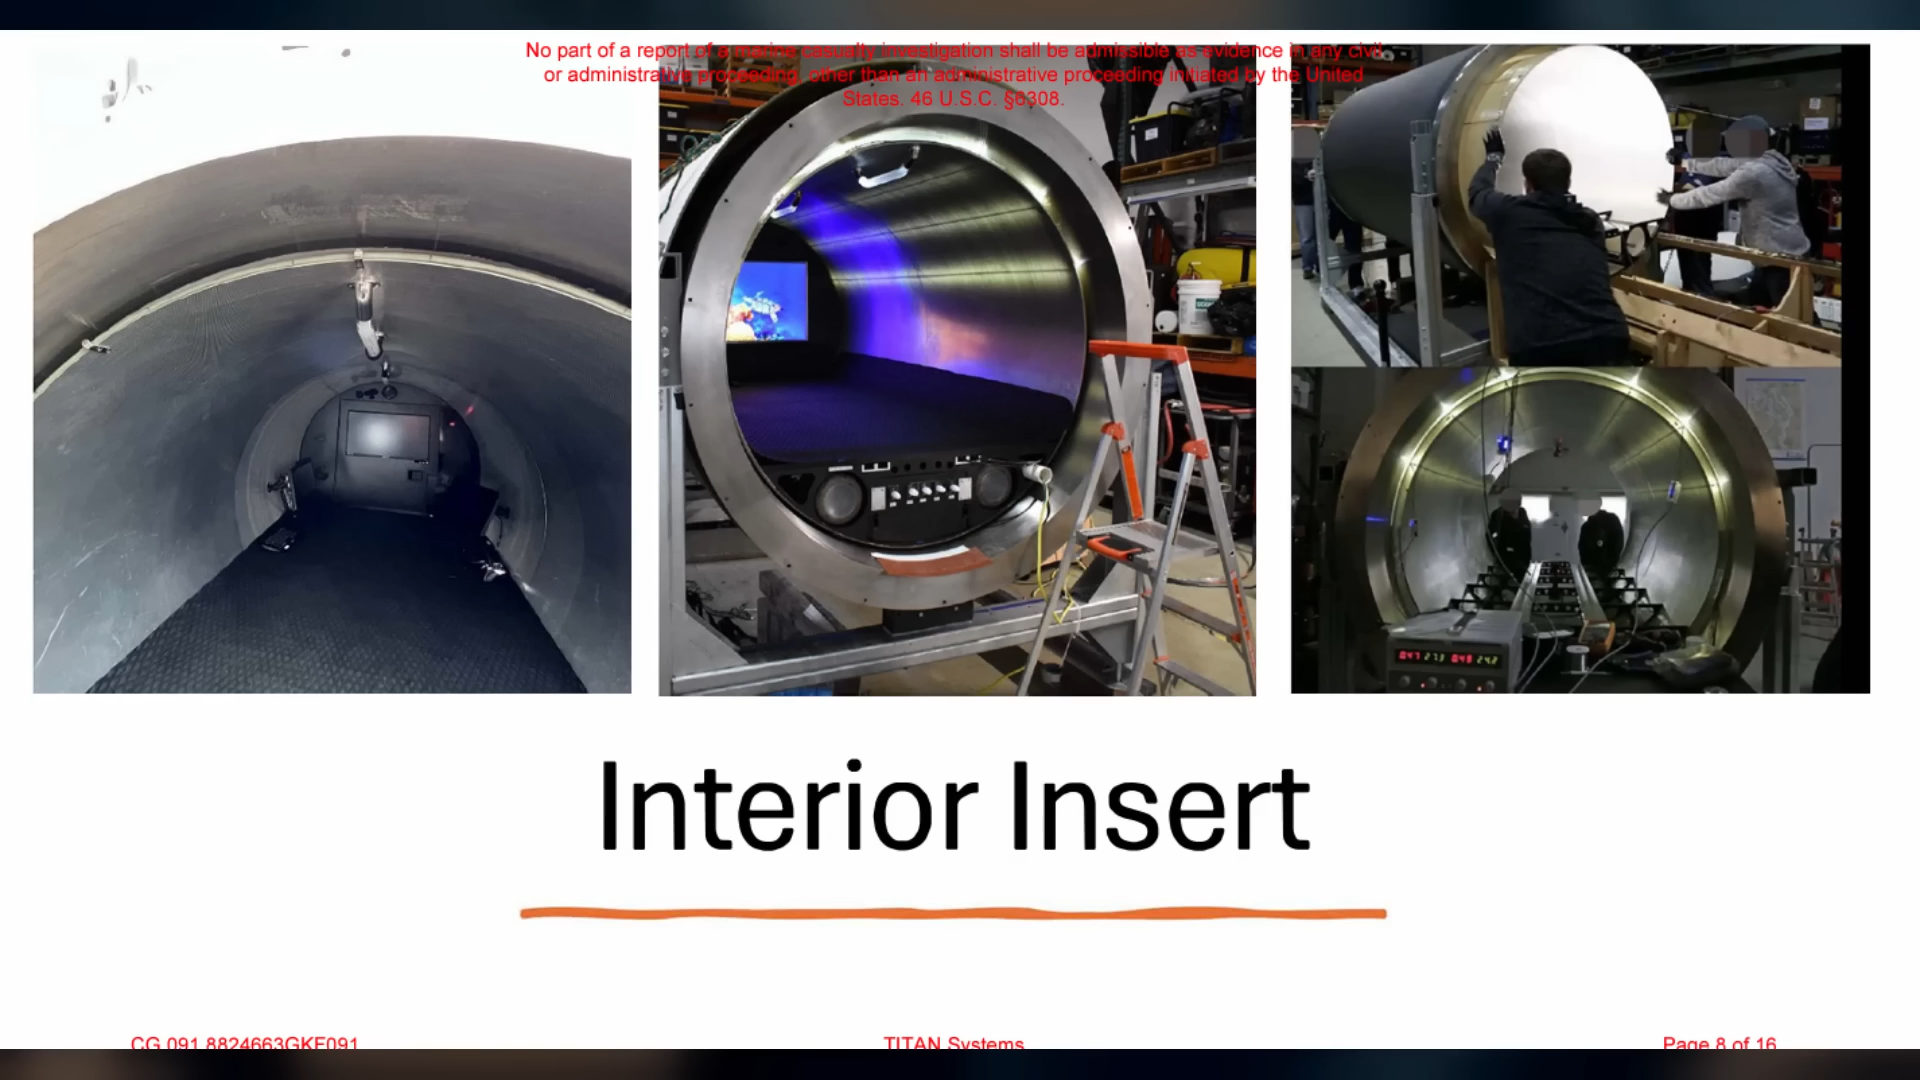 No part of a report of a marine casualty investigation shall be admissible as evidence in any civil
or administrative proceeding, other than an administrative proceeding initiated by the United
States. 46 U.S.C. §6308.
Interior Insert
CG 091 8824663GKF091
TITAN Systems
Page 8 of 16